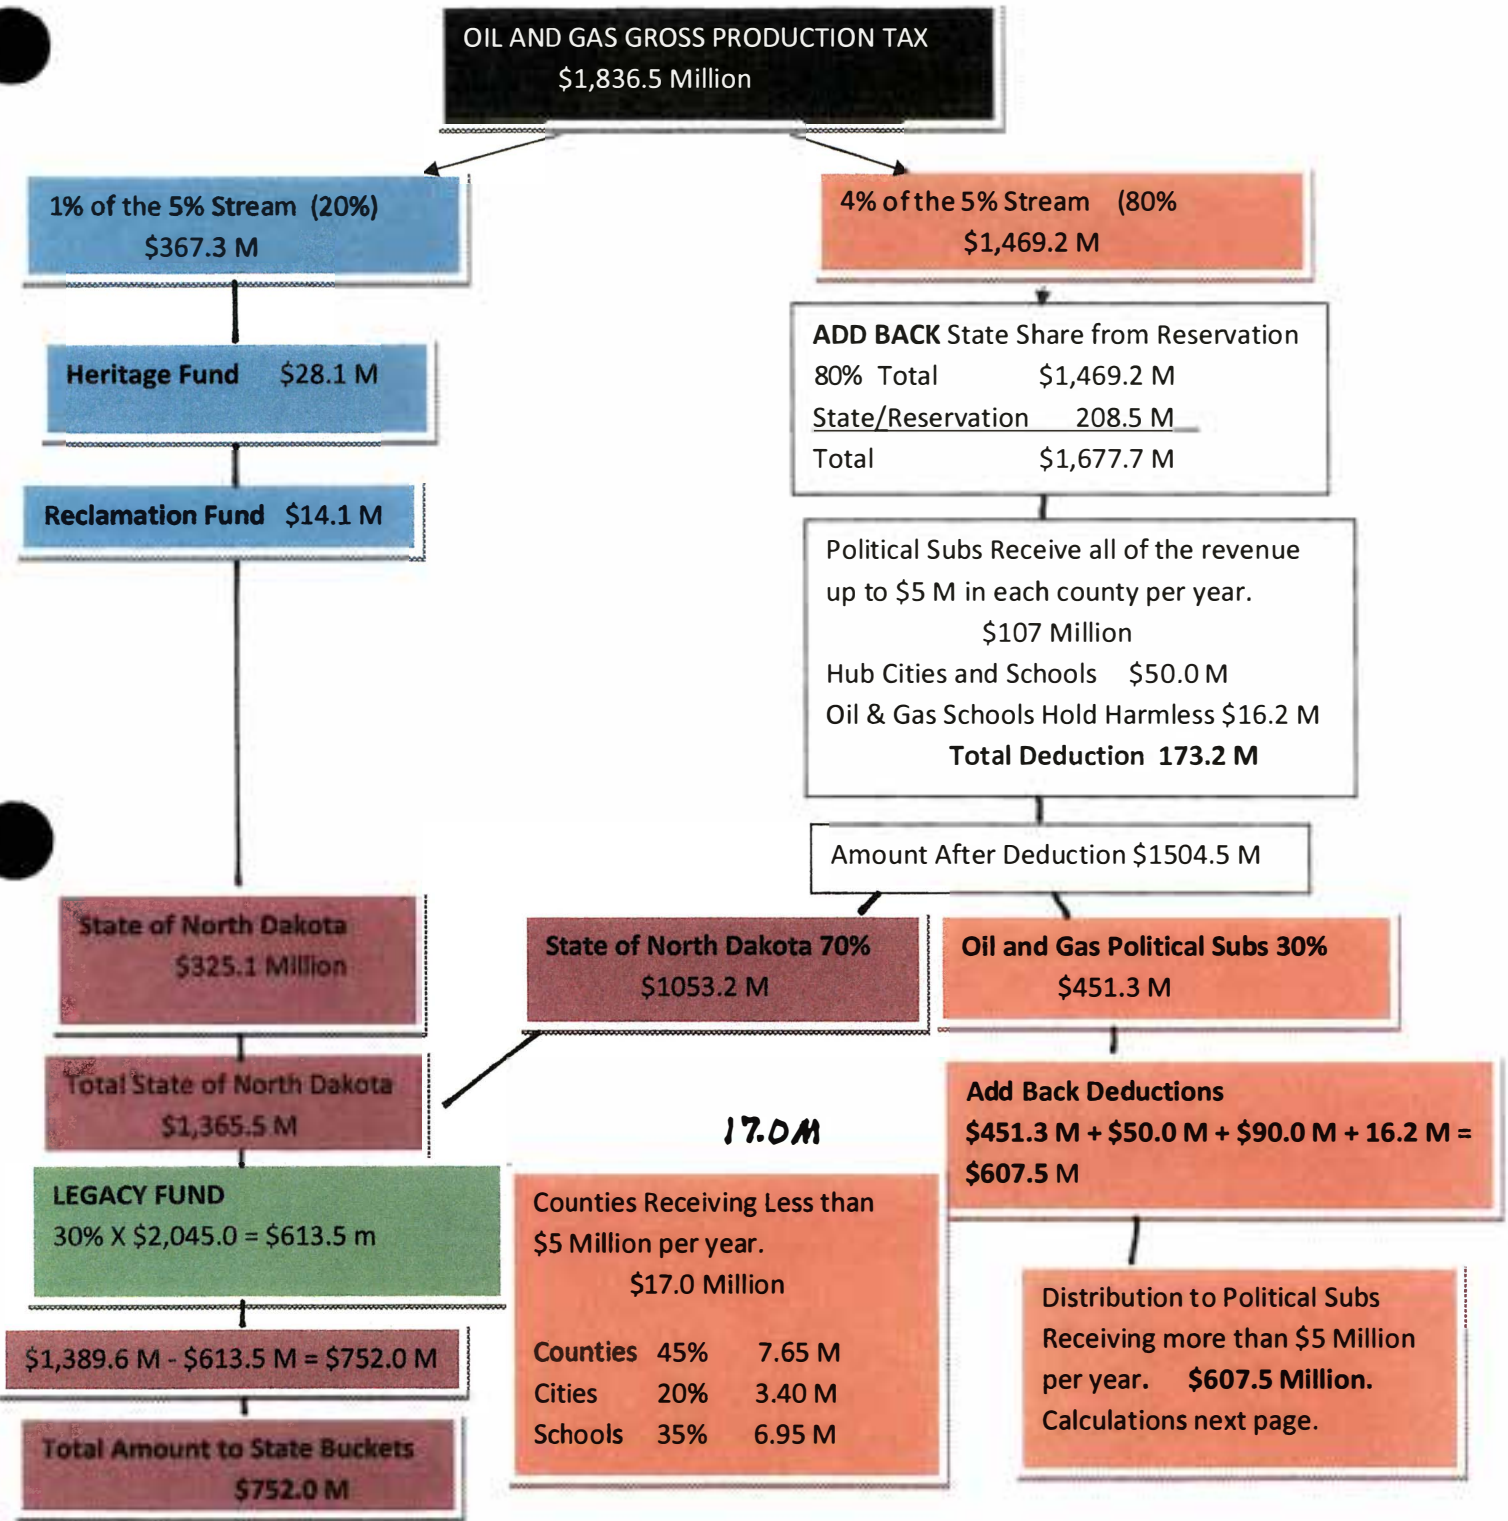 OIL AND GAS GROSS PRODUCTION TAX
$1,836.5 Million
1% of the 5% Stream (20%)
$367.3 M
4% of the 5% Stream (80%
$1,469.2 M
Heritage Fund $28.1 M
Reclamation Fund $14.1 M
ADD BACK State Share from Reservation
80% Total $1,469.2 M
State/Reservation 208.5 M
Total $1,677.7 M
Political Subs Receive all of the revenue
up to $5 M in each county per year.
$107 Million
Hub Cities and Schools $50.0 M
Oil & Gas Schools Hold Harmless $16.2 M
Total Deduction 173.2 M
Amount After Deduction $1504.5 M
State of North Dakota
$325.1 Million
State of North Dakota 70%
$1053.2 M
Oil and Gas Political Subs 30%
$451.3 M
Total State of North Dakota
$1,365.5 M
Add Back Deductions
$451.3 M + $50.0 M + $90.0 M + 16.2 M =
$607.5 M
17.0M
LEGACY FUND
30% X $2,045.0 = $613.5 m
$1,389.6 M - $613.5 M = $752.0 M
Total Amount to State Buckets
$752.0 M
Counties Receiving Less than
$5 Million per year.
$17.0 Million
Counties 45% 7.65 M
Cities 20% 3.40 M
Schools 35% 6.95 M
Distribution to Political Subs
Receiving more than $5 Million
per year. $607.5 Million.
Calculations next page.